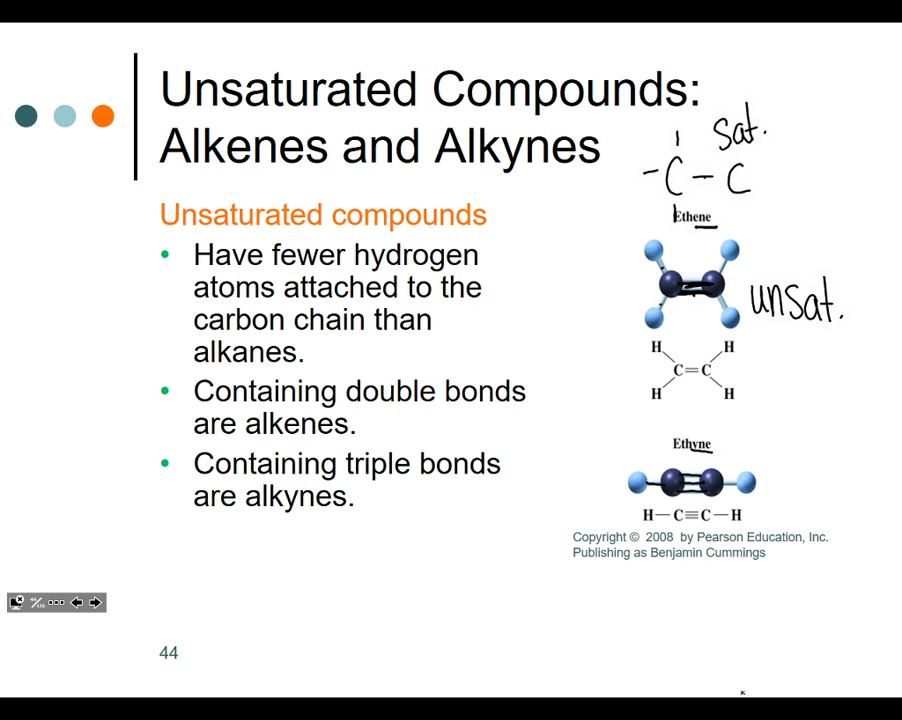 Unsaturated Compounds:
Alkenes and Alkynes
sat.
-C-C
Unsaturated compounds
• Have fewer hydrogen
atoms attached to the
carbon chain than
alkanes.
• Containing double bonds
are alkenes.
• Containing triple bonds
are alkynes.
Ethene
unsat.
H H
C=C
H H
Ethyne
H-C≡C-H
Copyright © 2008 by Pearson Education, Inc.
Publishing as Benjamin Cummings
44